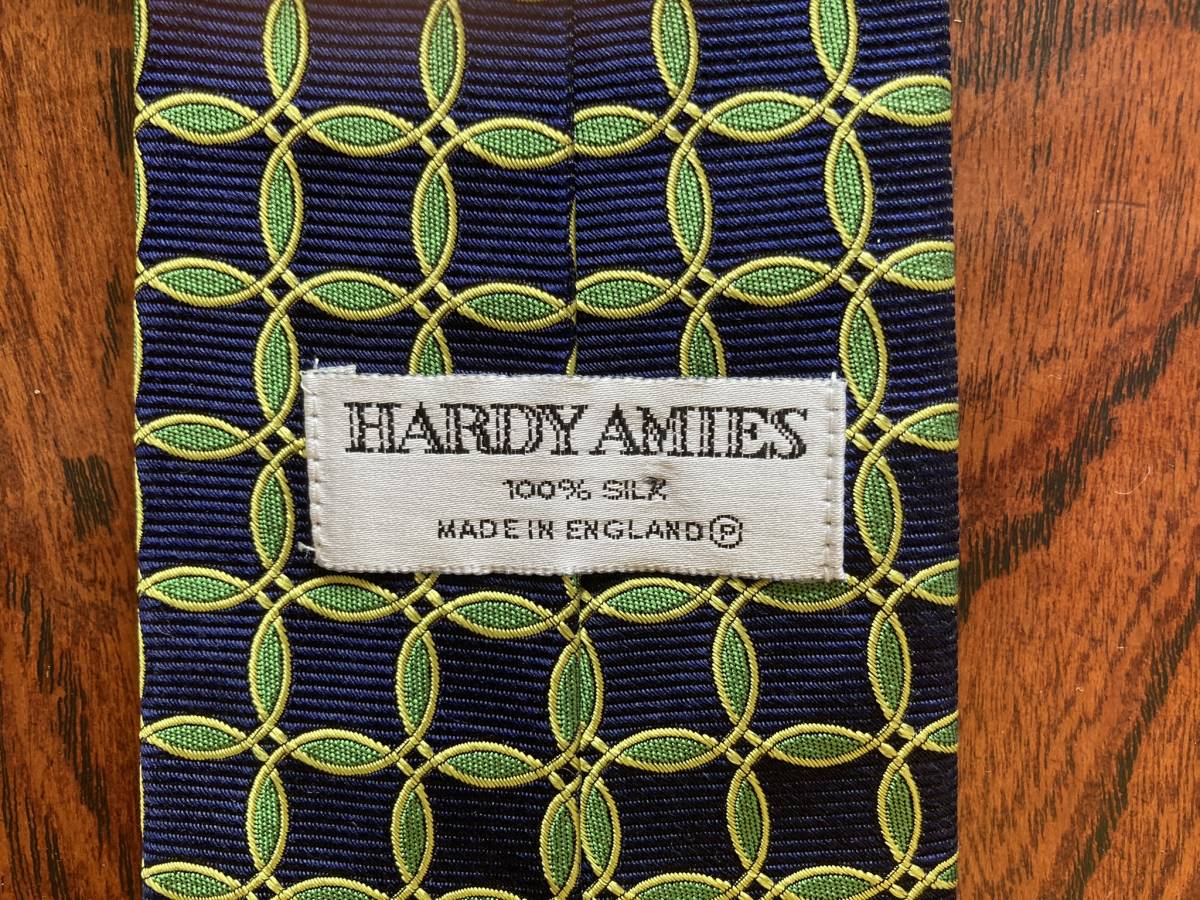 HARDY AMIES
100% SILK
MADE IN ENGLAND Ⓟ